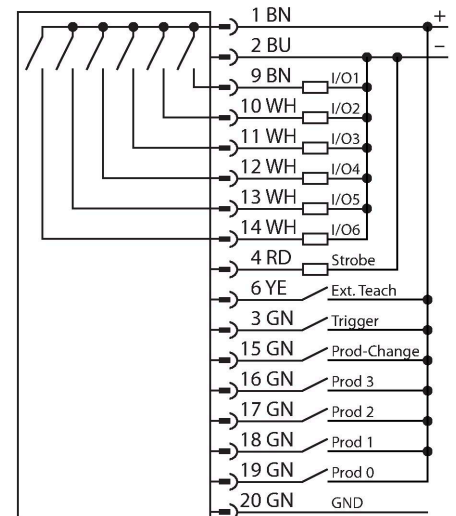 1 BN +
2 BU −
9 BN I/O1
10 WH I/O2
11 WH I/O3
12 WH I/O4
13 WH I/O5
14 WH I/O6
4 RD Strobe
6 YE Ext. Teach
3 GN Trigger
15 GN Prod-Change
16 GN Prod 3
17 GN Prod 2
18 GN Prod 1
19 GN Prod 0
20 GN GND